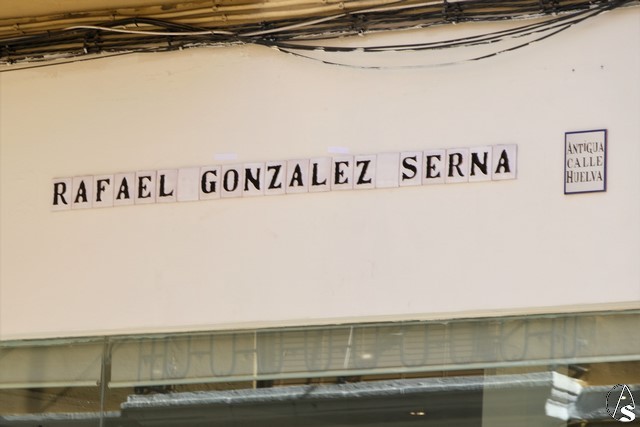 RAFAEL GONZALEZ SERNA
ANTIGUA
CALLE
HUELVA